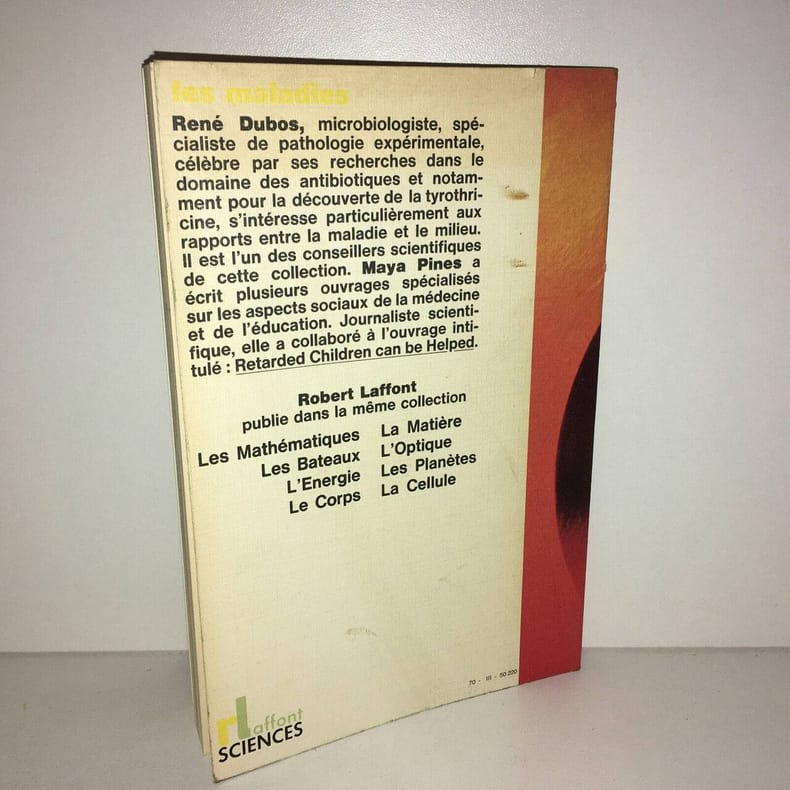 les maladies
René Dubos, microbiologiste, spé-
cialiste de pathologie expérimentale,
célèbre par ses recherches dans le
domaine des antibiotiques et notam-
ment pour la découverte de la tyrothri-
cine, s'intéresse particulièrement aux
rapports entre la maladie et le milieu.
Il est l'un des conseillers scientifiques
de cette collection. Maya Pines a
écrit plusieurs ouvrages spécialisés
sur les aspects sociaux de la médecine
et de l'éducation. Journaliste scienti-
fique, elle a collaboré à l'ouvrage inti-
tulé : Retarded Children can be Helped.
Robert Laffont
publie dans la même collection
Les Mathématiques La Matière
Les Bateaux L'Optique
L'Energie Les Planètes
Le Corps La Cellule
70 - III - 50 220
rLaffont
SCIENCES